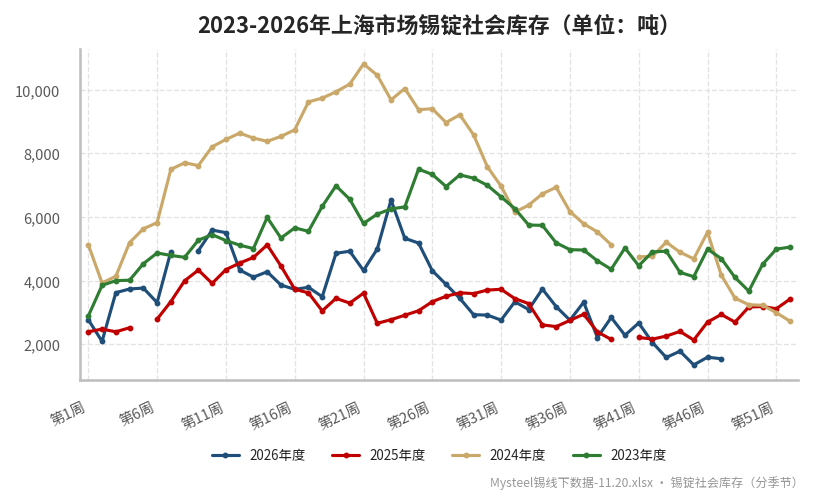 2023-2026年上海市场锡锭社会库存（单位：吨）
10,000
8,000
6,000
4,000
2,000
第1周 第6周 第11周 第16周 第21周 第26周 第31周 第36周 第41周 第46周 第51周
2026年度 2025年度 2024年度 2023年度
Mysteel锡线下数据-11.20.xlsx · 锡锭社会库存（分季节）